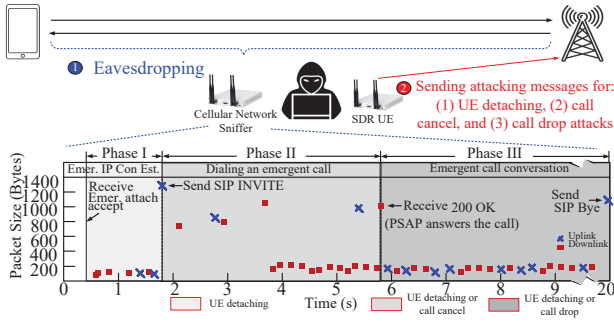 1 Eavesdropping
Cellular Network
Sniffer
SDR UE
2 Sending attacking messages for:
(1) UE detaching, (2) call
cancel, and (3) call drop attacks
Phase I
Phase II
Phase III
Emer. IP Con Est.
Dialing an emergent call
Emergent call conversation
Packet Size (Bytes)
1400
1200
1000
800
600
400
200
Receive
Emer. attach
accept
Send SIP INVITE
Receive 200 OK
(PSAP answers the call)
Send
SIP Bye
Uplink
Downlink
0 1 2 3 4 5 6 7 8 9 20
Time (s)
UE detaching
UE detaching or
call cancel
UE detaching or
call drop